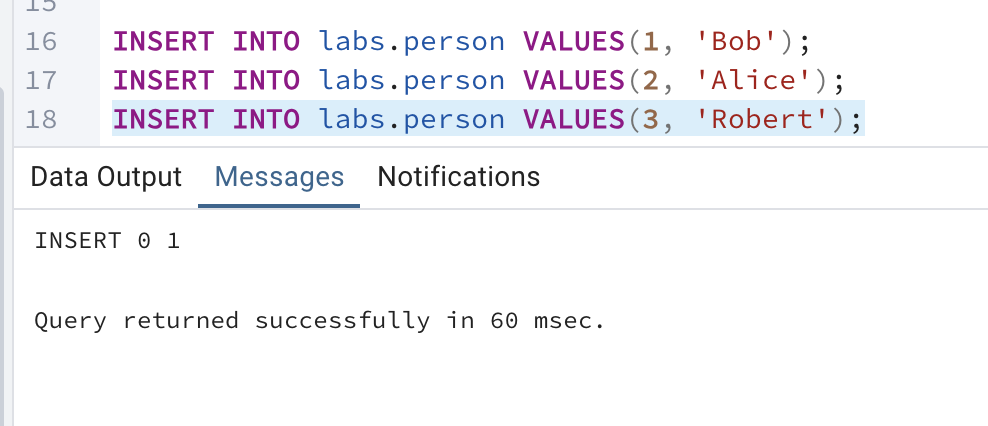 15
16 INSERT INTO labs.person VALUES(1, 'Bob');
17 INSERT INTO labs.person VALUES(2, 'Alice');
18 INSERT INTO labs.person VALUES(3, 'Robert');
Data Output Messages Notifications
INSERT 0 1
Query returned successfully in 60 msec.